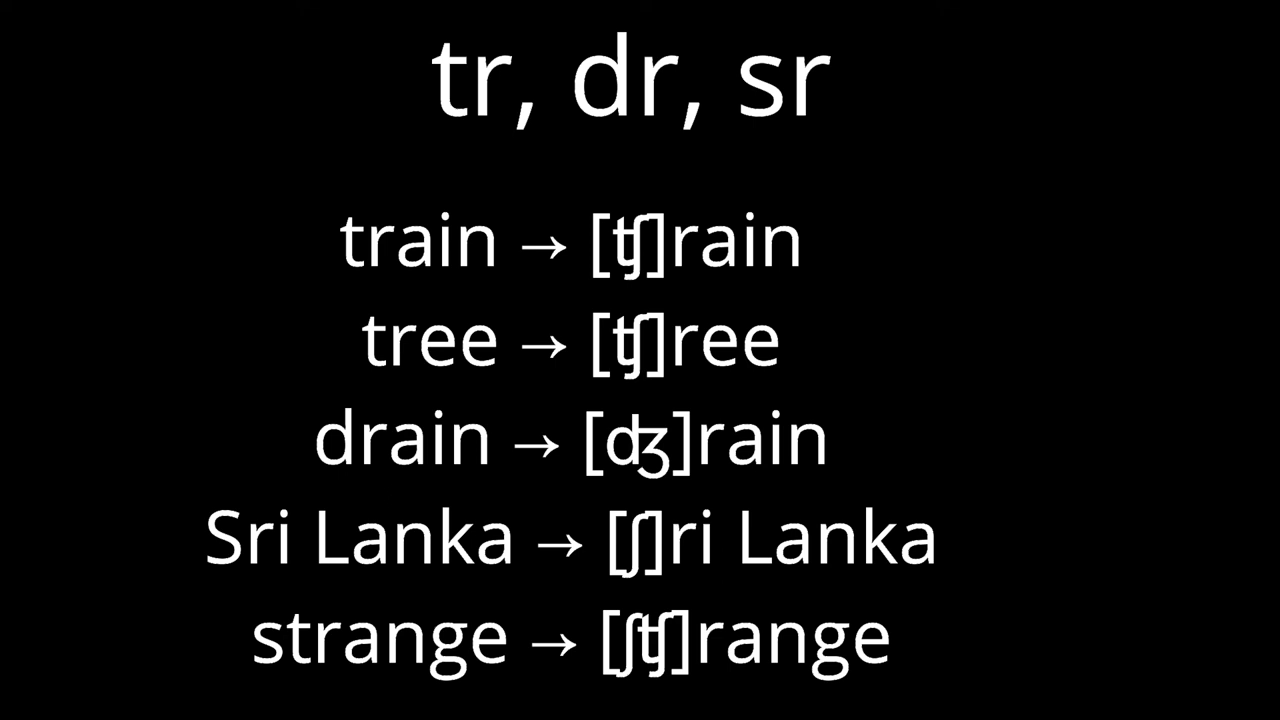 tr, dr, sr
train → [ʧ]rain
tree → [ʧ]ree
drain → [ʤ]rain
Sri Lanka → [ʃ]ri Lanka
strange → [ʃʧ]range